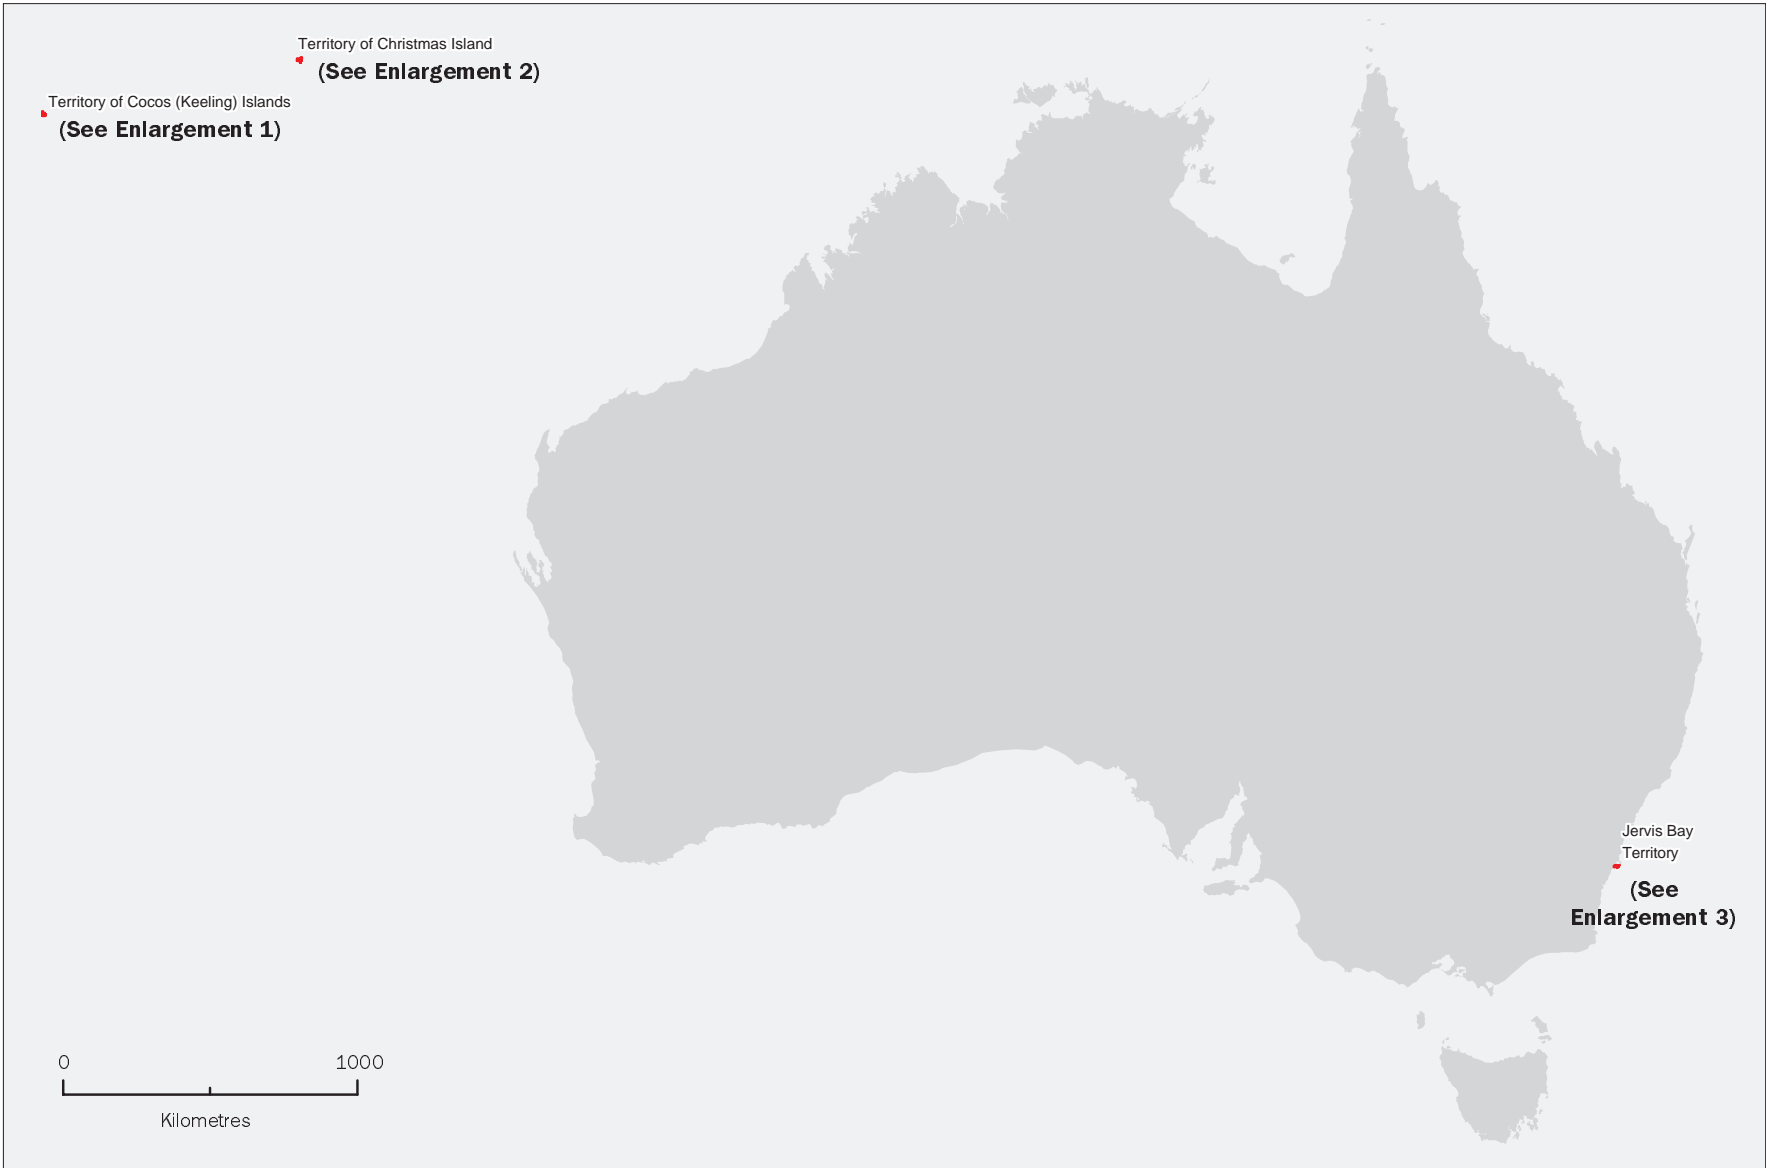 Territory of Christmas Island
(See Enlargement 2)
Territory of Cocos (Keeling) Islands
(See Enlargement 1)
Jervis Bay
Territory
(See
Enlargement 3)
0 1000
Kilometres